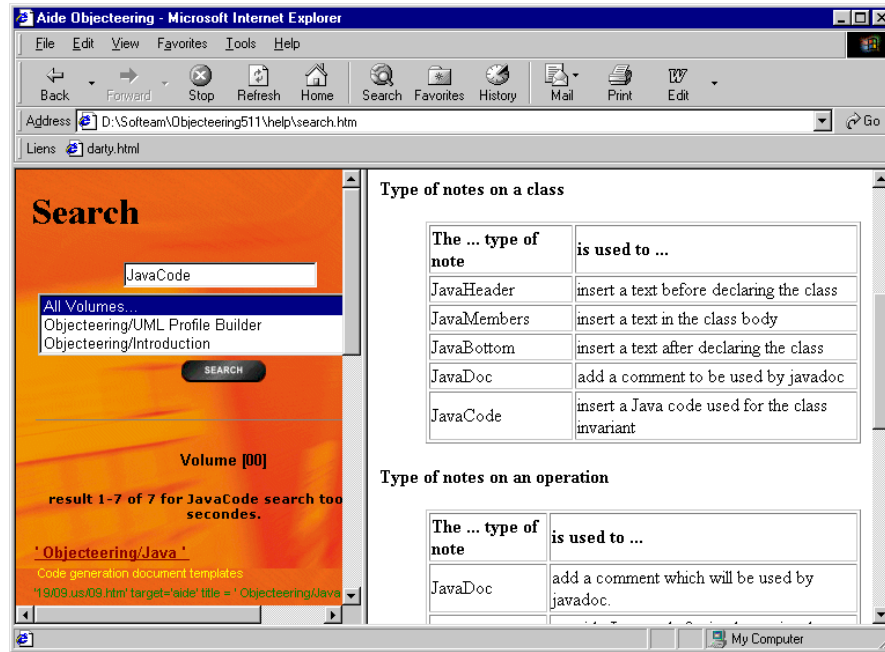 Aide Objecteering - Microsoft Internet Explorer
File Edit View Favorites Tools Help
Back Forward Stop Refresh Home Search Favorites History Mail Print Edit
Address D:\Softeam\Objecteering511\help\search.htm Go
Liens darty.html
Search
JavaCode
All Volumes...
Objecteering/UML Profile Builder
Objecteering/Introduction
SEARCH
Volume [00]
result 1-7 of 7 for JavaCode search too
secondes.
' Objecteering/Java '
Code generation document templates
'19/09.us/09.htm' target='aide' title = ' Objecteering/Java
Type of notes on a class
The ... type of note is used to ...
JavaHeader insert a text before declaring the class
JavaMembers insert a text in the class body
JavaBottom insert a text after declaring the class
JavaDoc add a comment to be used by javadoc
JavaCode insert a Java code used for the class invariant
Type of notes on an operation
The ... type of note is used to ...
JavaDoc add a comment which will be used by javadoc.
My Computer